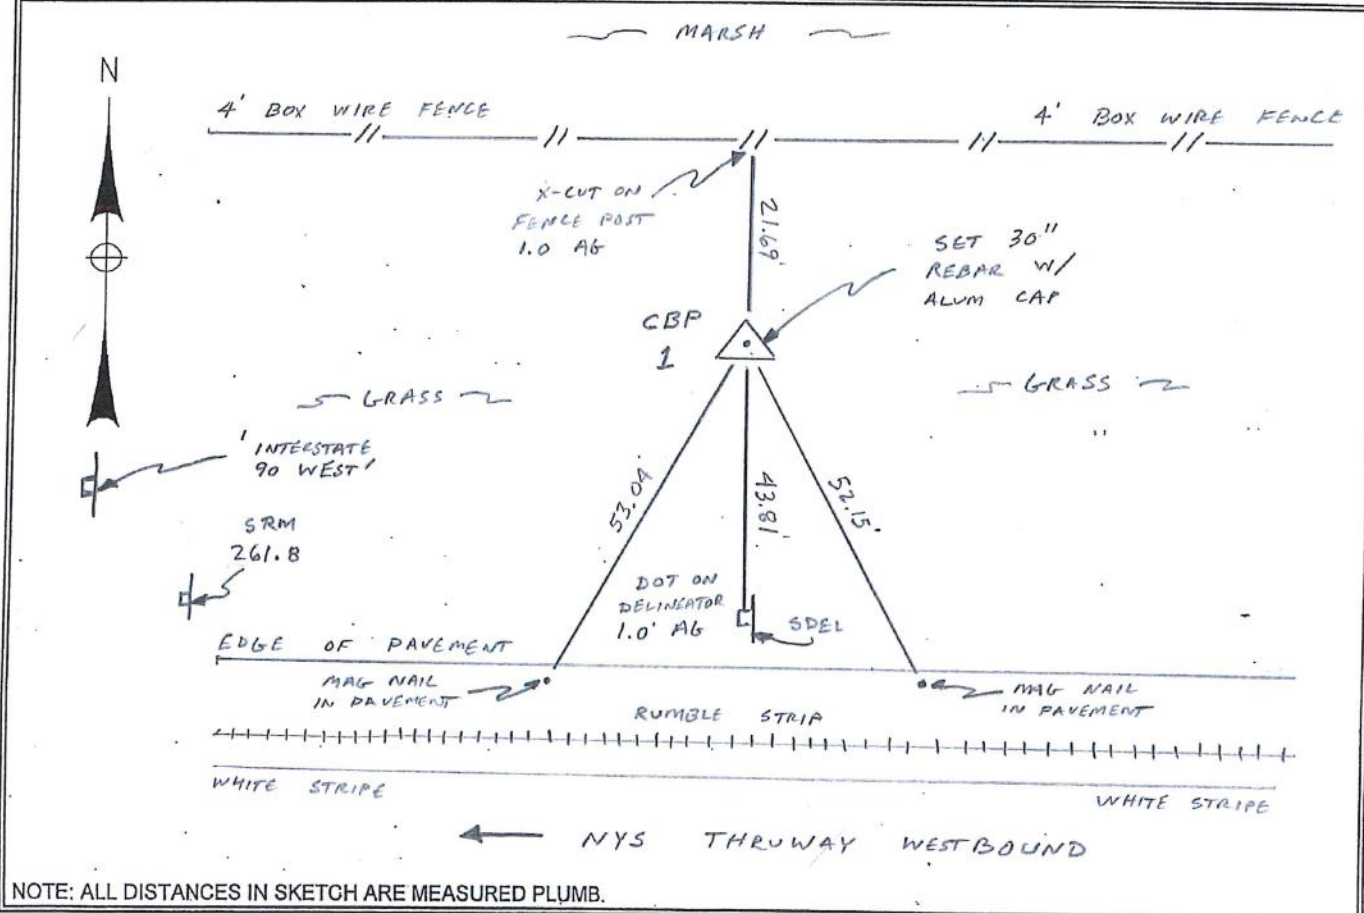 MARSH
N
4' BOX WIRE FENCE
4' BOX WIRE FENCE
X-CUT ON
FENCE POST
1.0 AG
21.69'
SET 30"
REBAR W/
ALUM CAP
CBP
1
GRASS
GRASS
'INTERSTATE
90 WEST'
SRM
261.8
53.04'
43.81'
52.15'
DOT ON
DELINEATOR
1.0' AG
SDEL
EDGE OF PAVEMENT
MAG NAIL
IN PAVEMENT
MAG NAIL
IN PAVEMENT
RUMBLE STRIP
WHITE STRIPE
WHITE STRIPE
NYS THRUWAY WESTBOUND
NOTE: ALL DISTANCES IN SKETCH ARE MEASURED PLUMB.